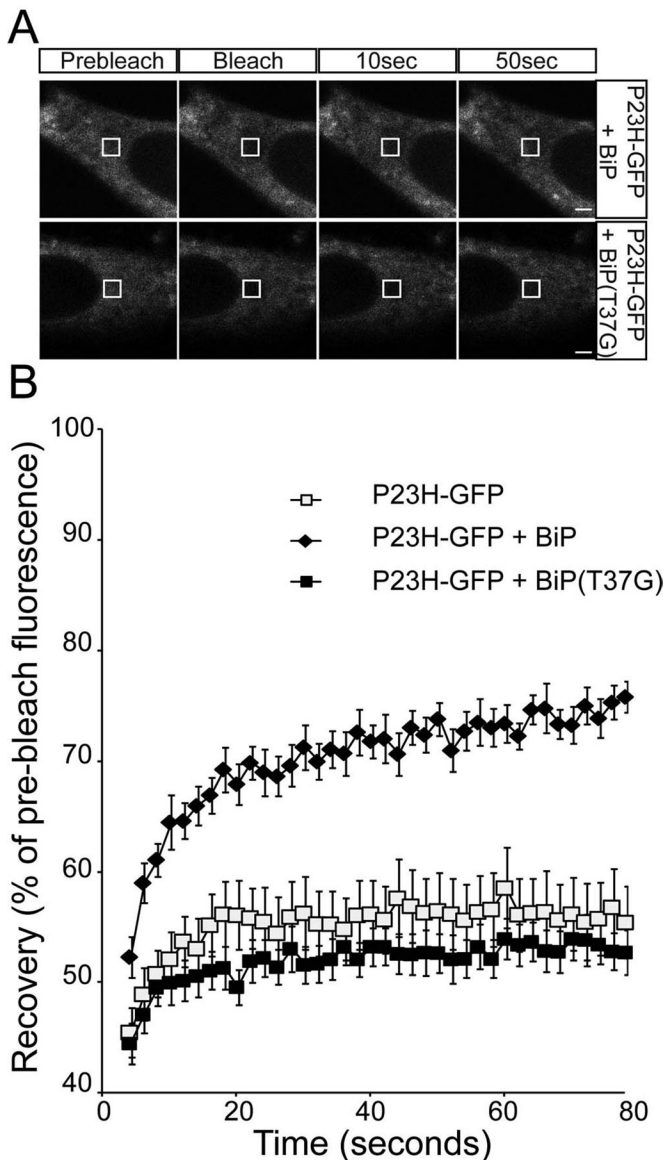 A
Prebleach Bleach 10sec 50sec
P23H-GFP
+ BiP
P23H-GFP
+ BiP(T37G)
B
Recovery (% of pre-bleach fluorescence)
100
90
80
70
60
50
40
P23H-GFP
P23H-GFP + BiP
P23H-GFP + BiP(T37G)
0 20 40 60 80
Time (seconds)